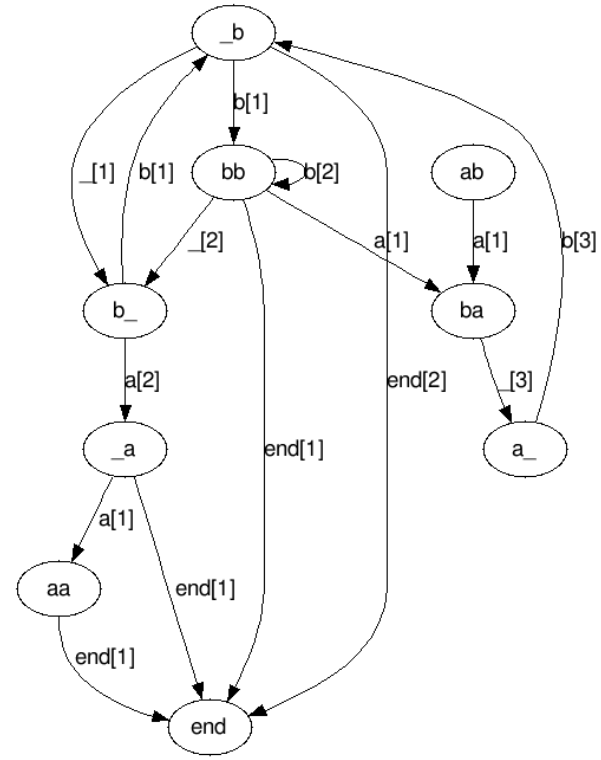 _b
b[1]
_[1]
b[1]
bb
b[2]
ab
_[2]
a[1]
a[1]
b[3]
b_
ba
a[2]
end[2]
_[3]
_a
end[1]
a_
a[1]
aa
end[1]
end[1]
end